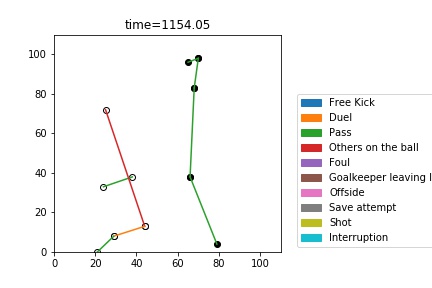 time=1154.05
100
80
60
40
20
0
0 20 40 60 80 100
Free Kick
Duel
Pass
Others on the ball
Foul
Goalkeeper leaving l
Offside
Save attempt
Shot
Interruption